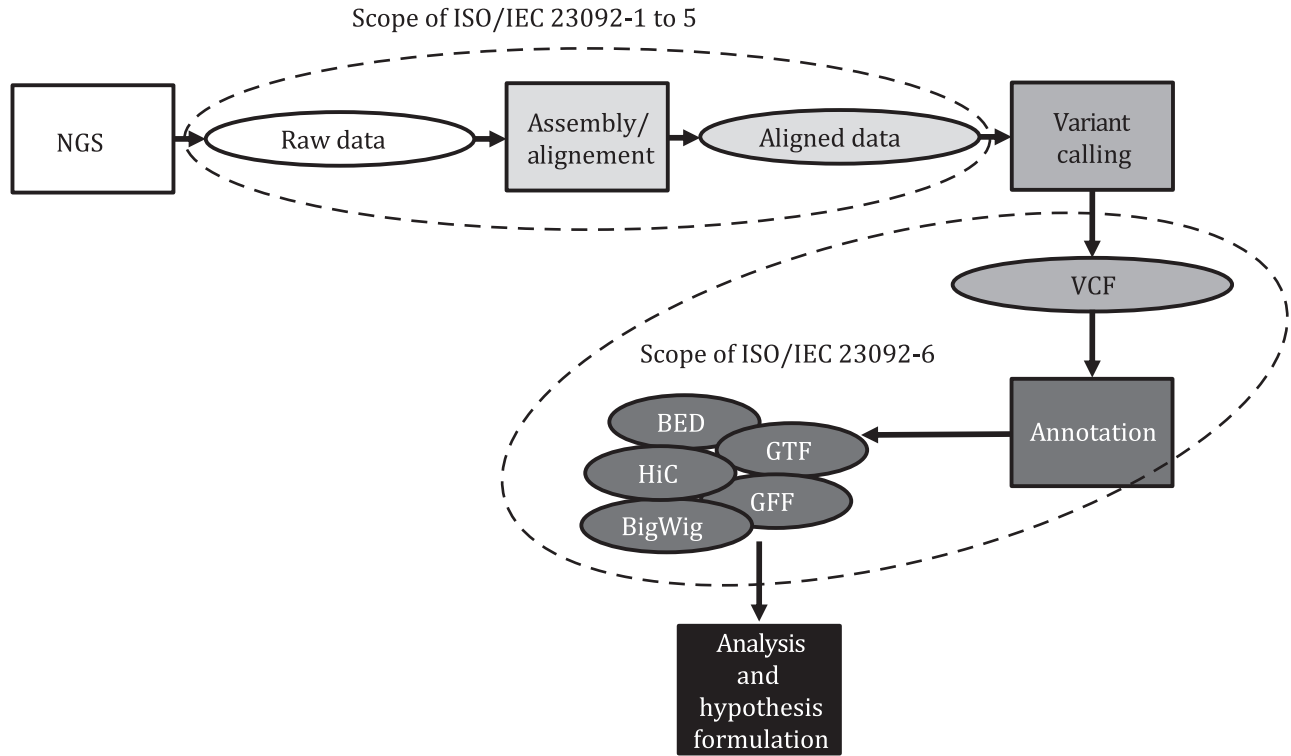 Scope of ISO/IEC 23092-1 to 5
NGS
Raw data
Assembly/
alignement
Aligned data
Variant
calling
VCF
Scope of ISO/IEC 23092-6
Annotation
BED
GTF
HiC
GFF
BigWig
Analysis
and
hypothesis
formulation